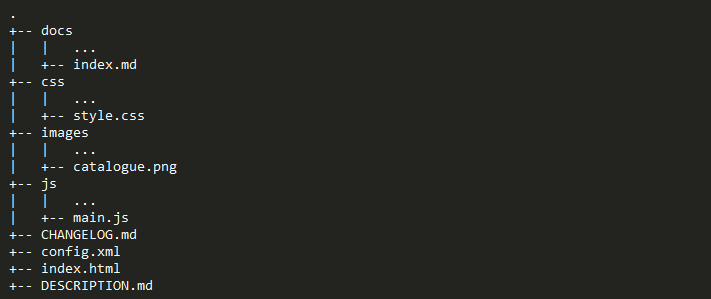 .
+-- docs
|   |   ...
|   +-- index.md
+-- css
|   |   ...
|   +-- style.css
+-- images
|   |   ...
|   +-- catalogue.png
+-- js
|   |   ...
|   +-- main.js
+-- CHANGELOG.md
+-- config.xml
+-- index.html
+-- DESCRIPTION.md